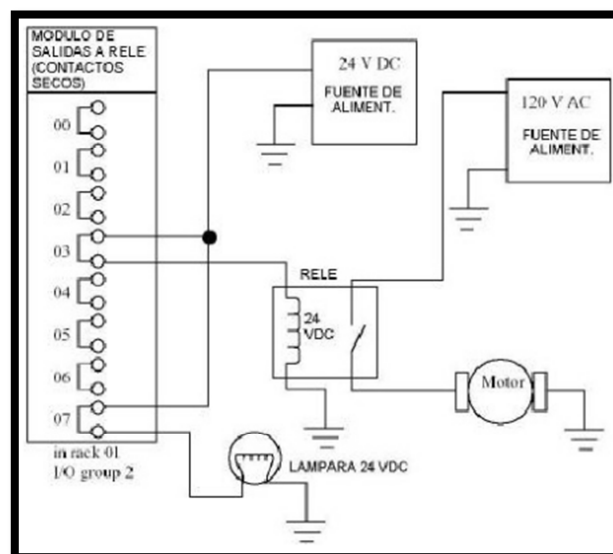 MODULO DE
SALIDAS A RELE
(CONTACTOS
SECOS)
00
01
02
03
04
05
06
07
in rack 01
I/O group 2
24 V DC
FUENTE DE
ALIMENT.
120 V AC
FUENTE DE
ALIMENT.
RELE
24
VDC
Motor
LAMPARA 24 VDC